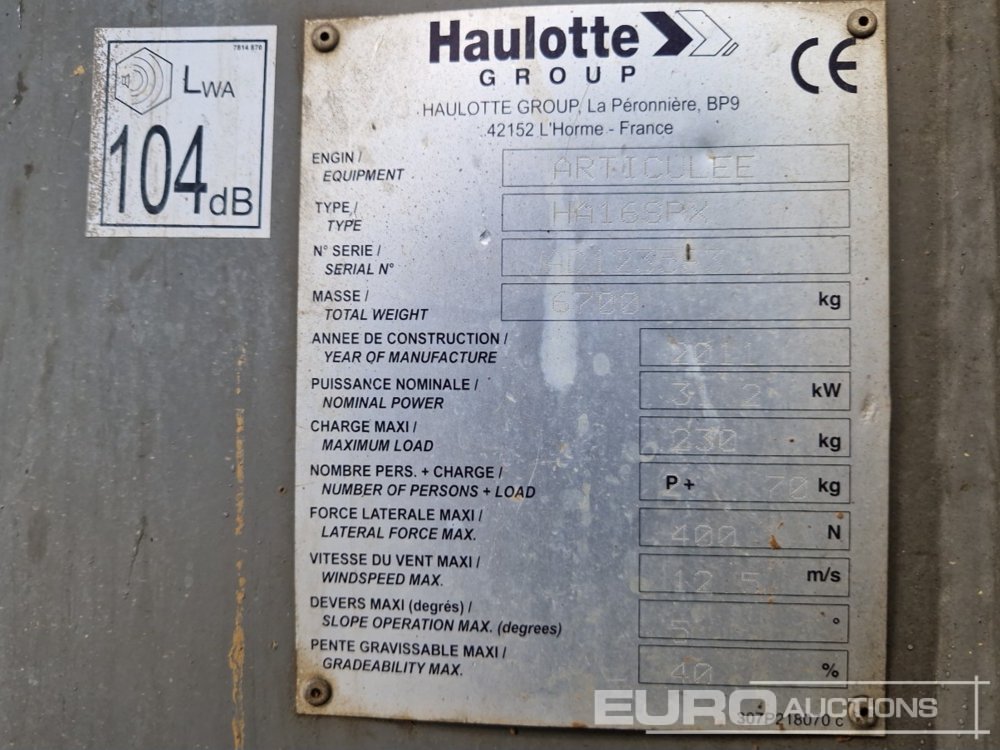 7814 570
LWA
104dB
Haulotte
GROUP
CE
HAULOTTE GROUP, La Péronnière, BP9
42152 L'Horme - France
ENGIN /
EQUIPMENT
ARTICULEE
TYPE /
TYPE
HA16SPX
N° SERIE /
SERIAL N°
MASSE /
TOTAL WEIGHT
6700 kg
ANNEE DE CONSTRUCTION /
YEAR OF MANUFACTURE
2011
PUISSANCE NOMINALE /
NOMINAL POWER
kW
CHARGE MAXI /
MAXIMUM LOAD
230 kg
NOMBRE PERS. + CHARGE /
NUMBER OF PERSONS + LOAD
P + 70 kg
FORCE LATERALE MAXI /
LATERAL FORCE MAX.
400 N
VITESSE DU VENT MAXI /
WINDSPEED MAX.
12.5 m/s
DEVERS MAXI (degrés) /
SLOPE OPERATION MAX. (degrees)
5 °
PENTE GRAVISSABLE MAXI /
GRADEABILITY MAX.
40 %
307P218070 c
EURO AUCTIONS